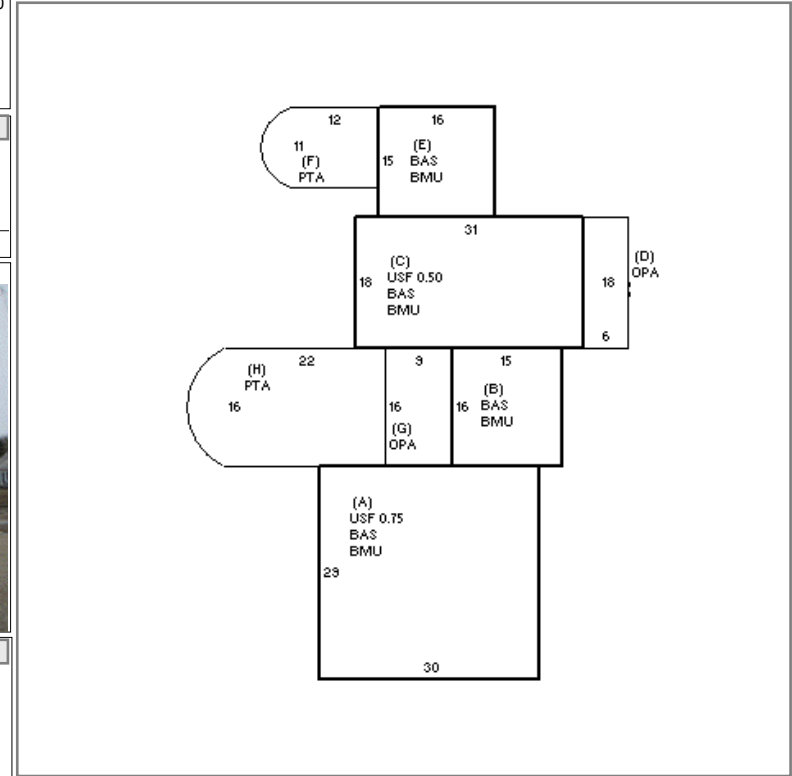 12
16
11
(F)
PTA
15
(E)
BAS
BMU
31
(C)
USF 0.50
BAS
BMU
18
18
(D)
OPA
6
22
9
15
(H)
PTA
16
16
(G)
OPA
16
(B)
BAS
BMU
(A)
USF 0.75
BAS
BMU
29
30